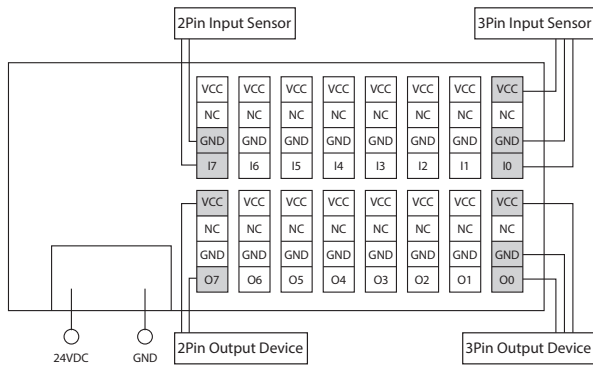 2Pin Input Sensor 3Pin Input Sensor
VCC VCC VCC VCC VCC VCC VCC VCC
NC NC NC NC NC NC NC NC
GND GND GND GND GND GND GND GND
I7 I6 I5 I4 I3 I2 I1 I0
VCC VCC VCC VCC VCC VCC VCC VCC
NC NC NC NC NC NC NC NC
GND GND GND GND GND GND GND GND
O7 O6 O5 O4 O3 O2 O1 O0
24VDC GND 2Pin Output Device 3Pin Output Device